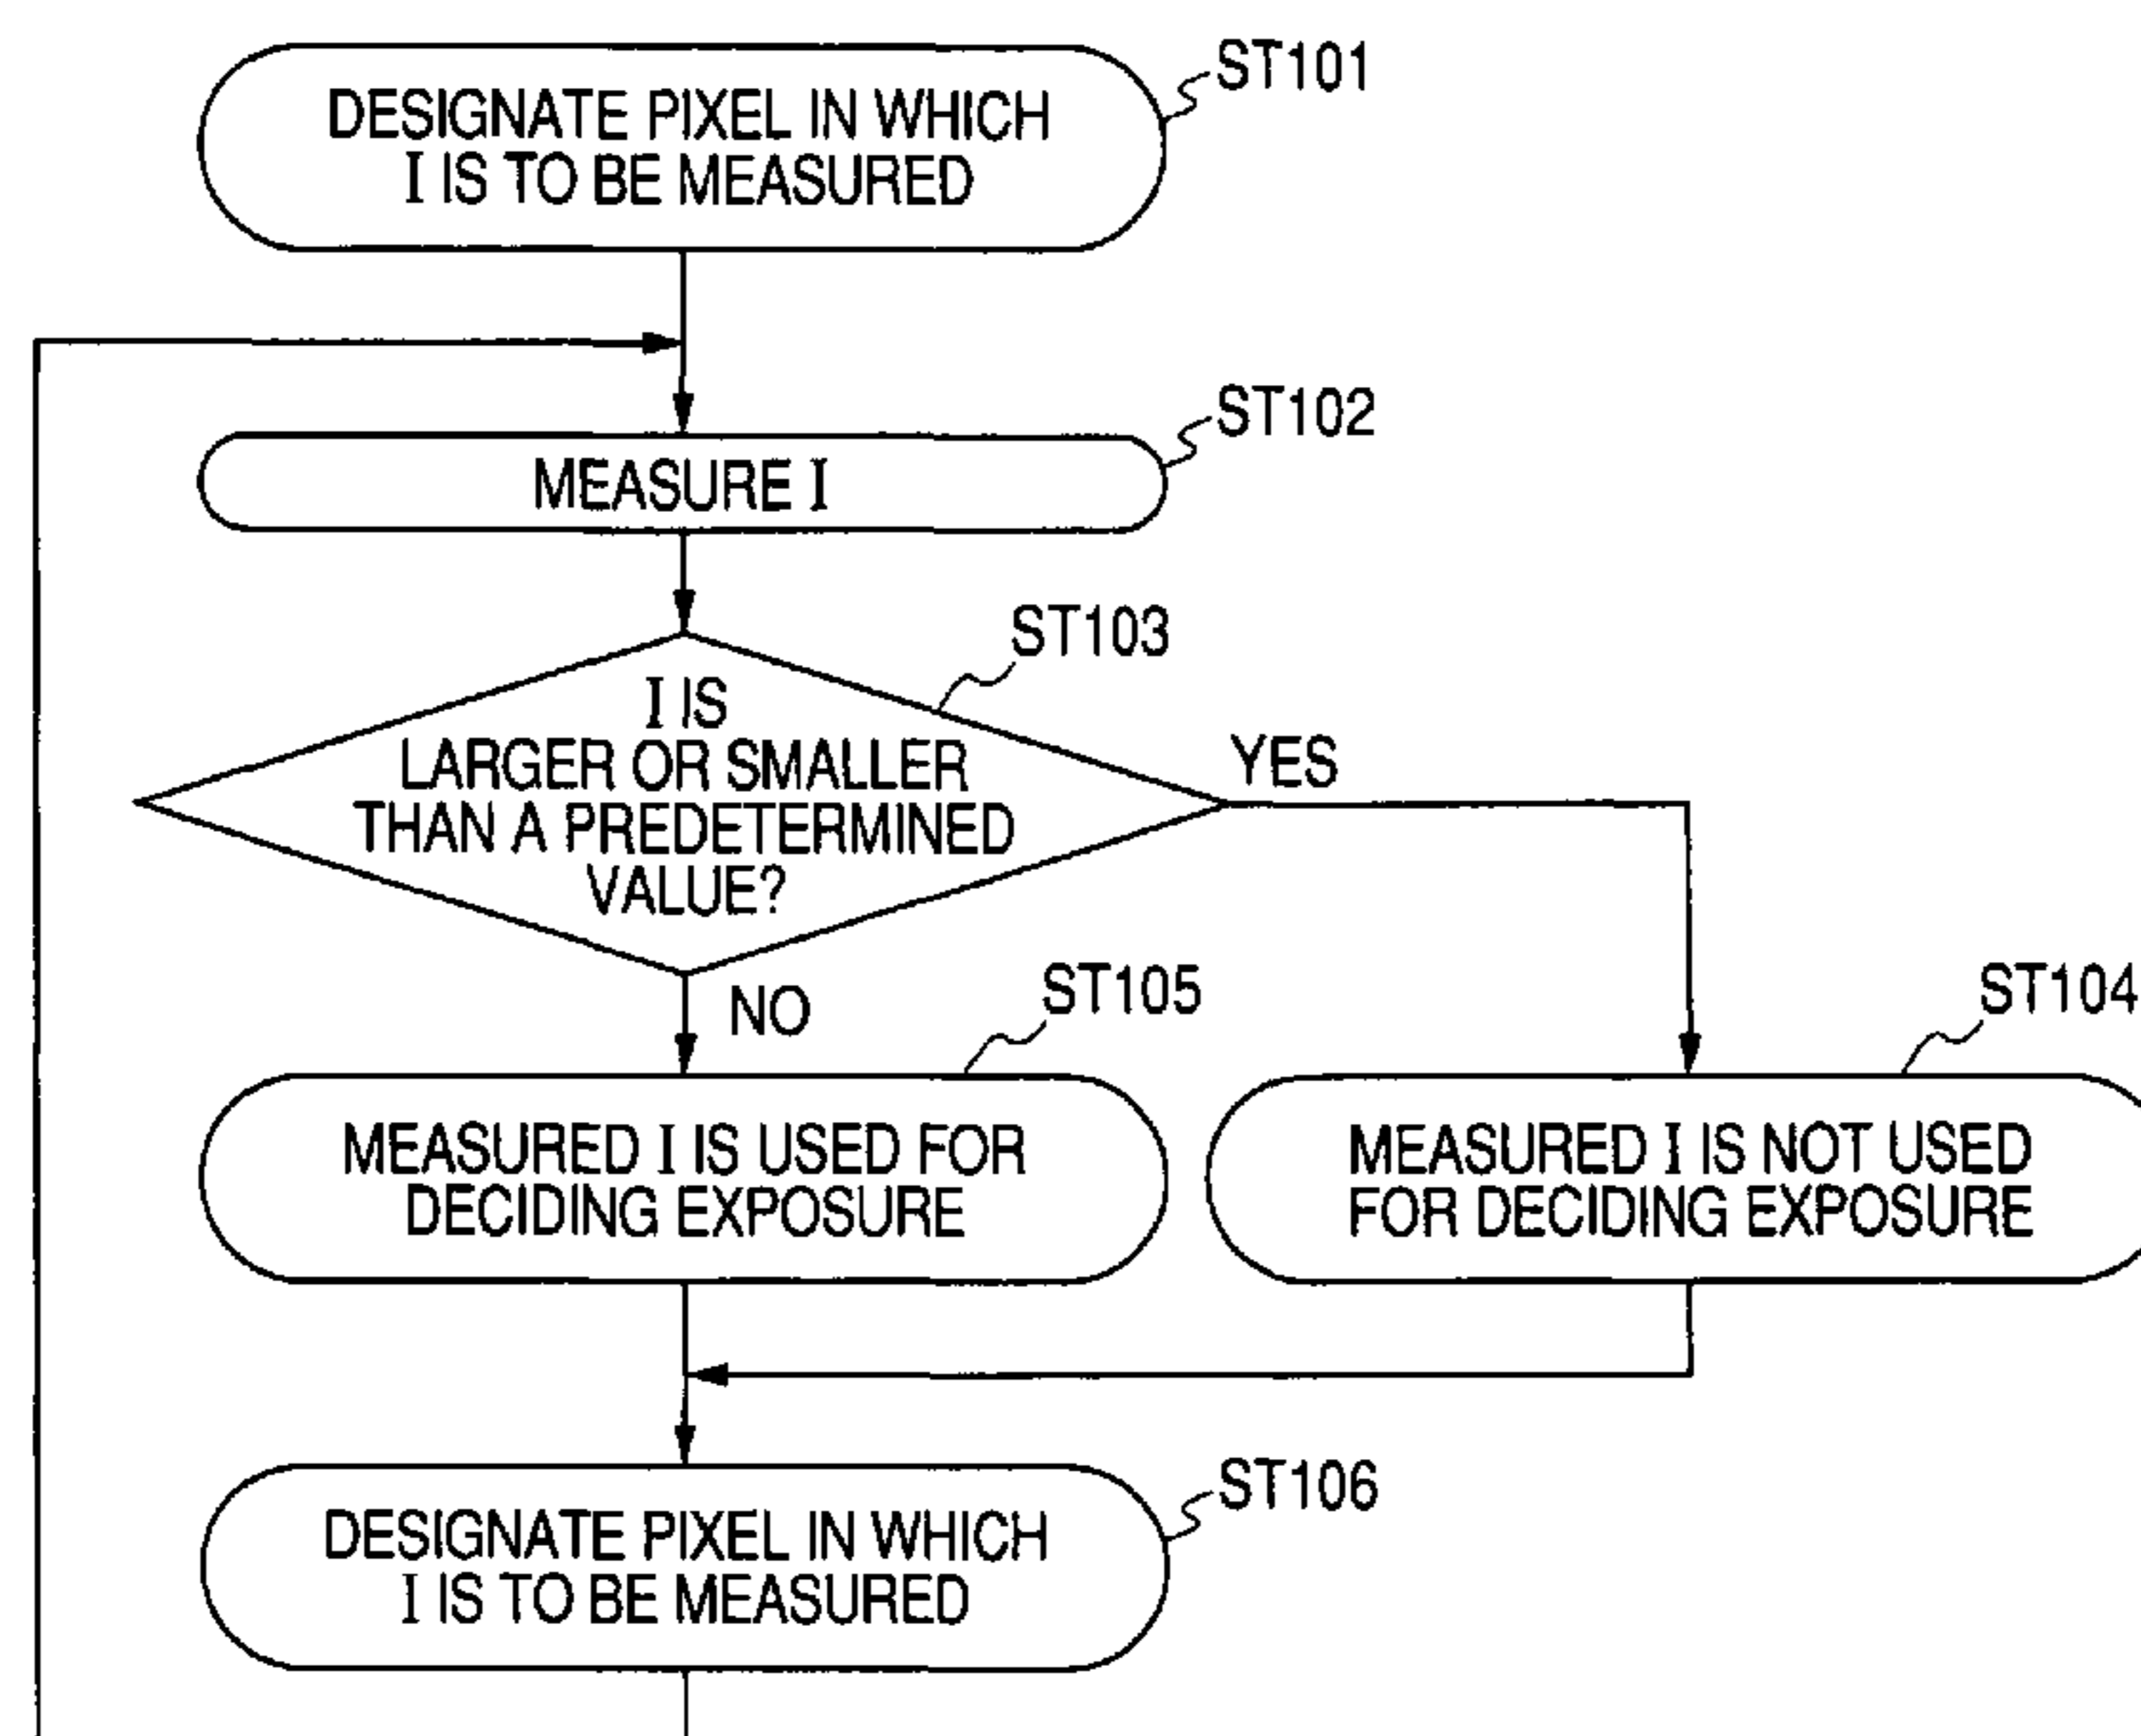 ST101
DESIGNATE PIXEL IN WHICH
I IS TO BE MEASURED
ST102
MEASURE I
ST103
I IS
LARGER OR SMALLER
THAN A PREDETERMINED
VALUE?
YES
NO
ST105
ST104
MEASURED I IS USED FOR
DECIDING EXPOSURE
MEASURED I IS NOT USED
FOR DECIDING EXPOSURE
ST106
DESIGNATE PIXEL IN WHICH
I IS TO BE MEASURED